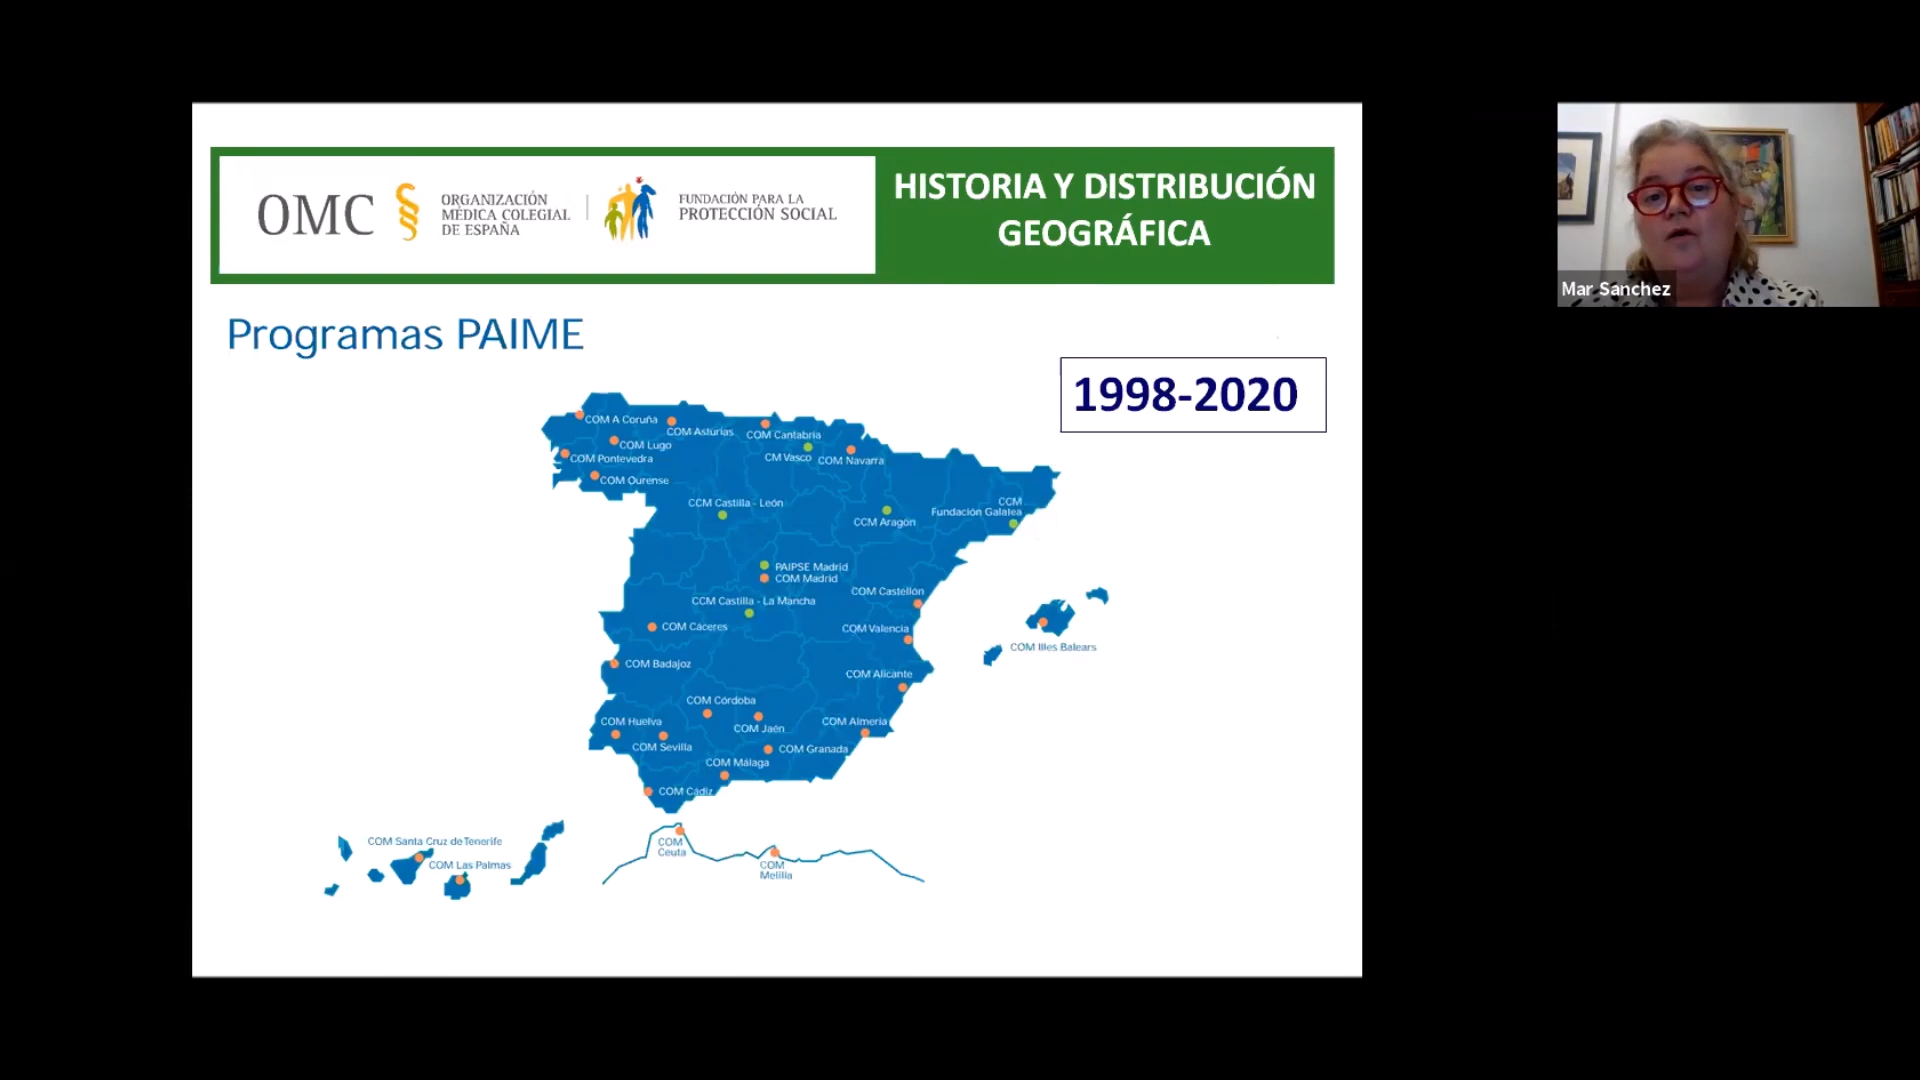 OMC
ORGANIZACIÓN
MÉDICA COLEGIAL
DE ESPAÑA
FUNDACIÓN PARA LA
PROTECCIÓN SOCIAL
HISTORIA Y DISTRIBUCIÓN
GEOGRÁFICA
Mar Sanchez
Programas PAIME
1998-2020
COM A Coruña
COM Asturias
COM Cantabria
COM Lugo
CM Vasco
COM Navarra
COM Pontevedra
COM Ourense
CCM Castilla - León
CCM
Fundación Galatea
CCM Aragon
PAIPSE Madrid
COM Madrid
COM Castellón
CCM Castilla - La Mancha
COM Cáceres
COM Valencia
COM Illes Balears
COM Badajoz
COM Alicante
COM Córdoba
COM Huelva
COM Jaén
COM Almería
COM Sevilla
COM Granada
COM Málaga
COM Cádiz
COM Santa Cruz de Tenerife
COM Las Palmas
COM
Ceuta
COM
Melilla